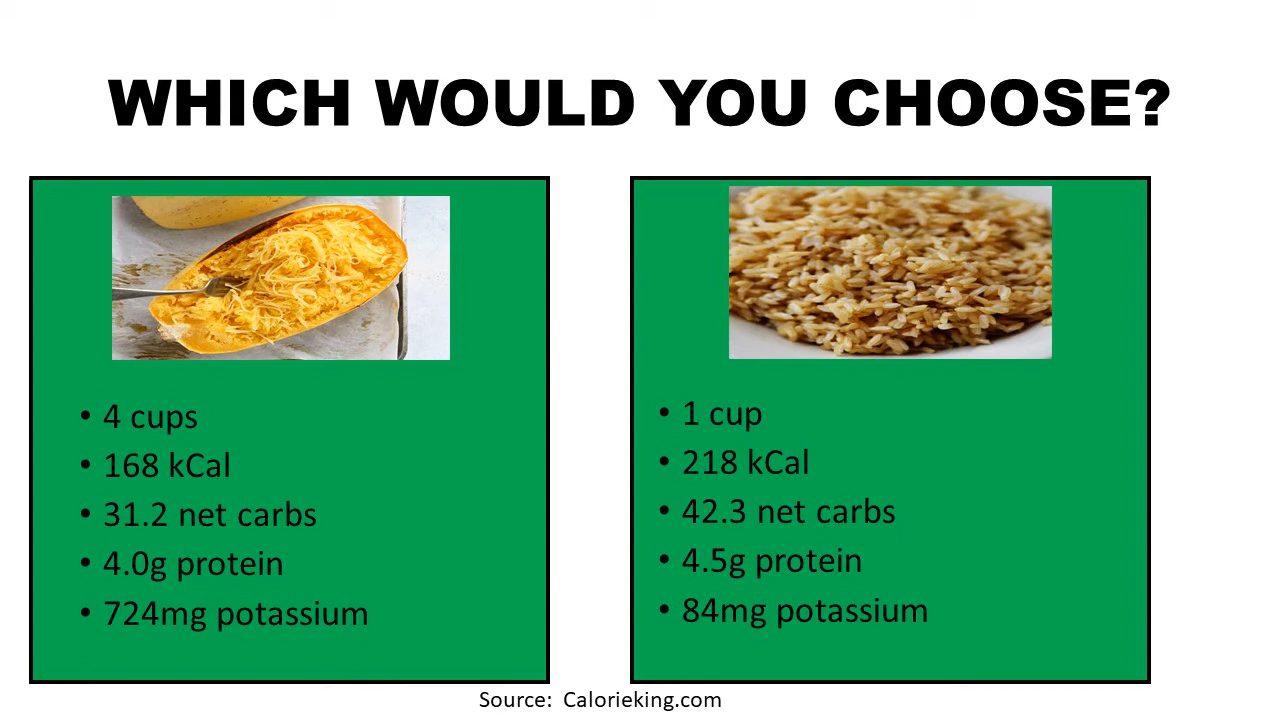 WHICH WOULD YOU CHOOSE?
• 4 cups
• 168 kCal
• 31.2 net carbs
• 4.0g protein
• 724mg potassium
• 1 cup
• 218 kCal
• 42.3 net carbs
• 4.5g protein
• 84mg potassium
Source:  Calorieking.com